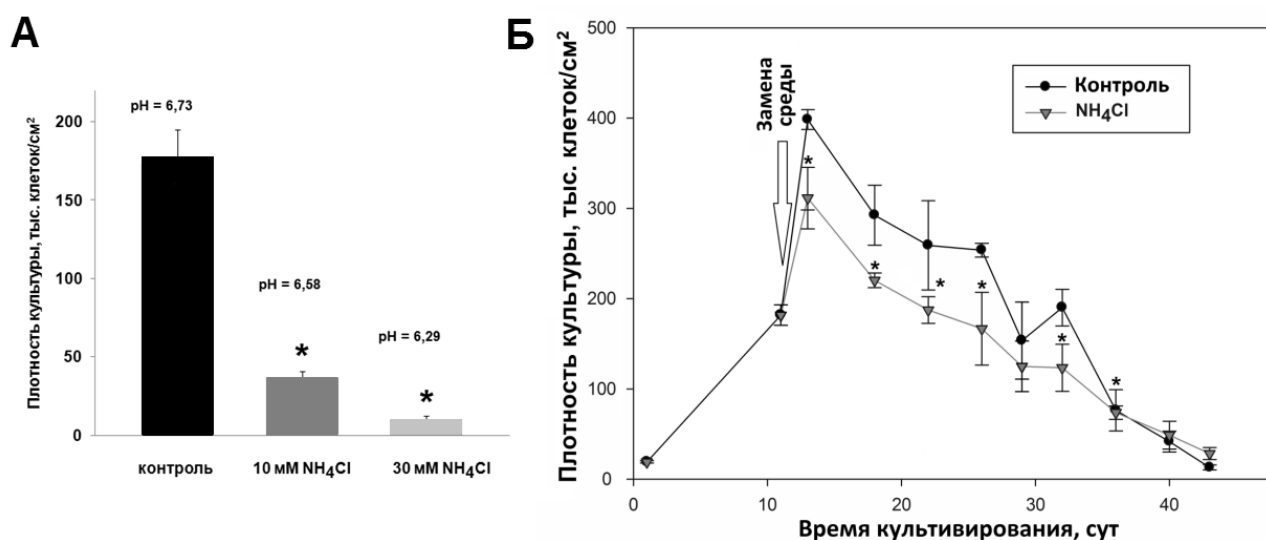 А
Плотность культуры, тыс. клеток/см²
200
150
100
50
0
pH = 6,73
pH = 6,58
pH = 6,29
*
*
контроль
10 мМ NH₄Cl
30 мМ NH₄Cl
Б
Плотность культуры, тыс. клеток/см²
500
400
300
200
100
0
Замена
среды
Контроль
NH₄Cl
*
*
*
*
*
*
0
10
20
30
40
Время культивирования, сут